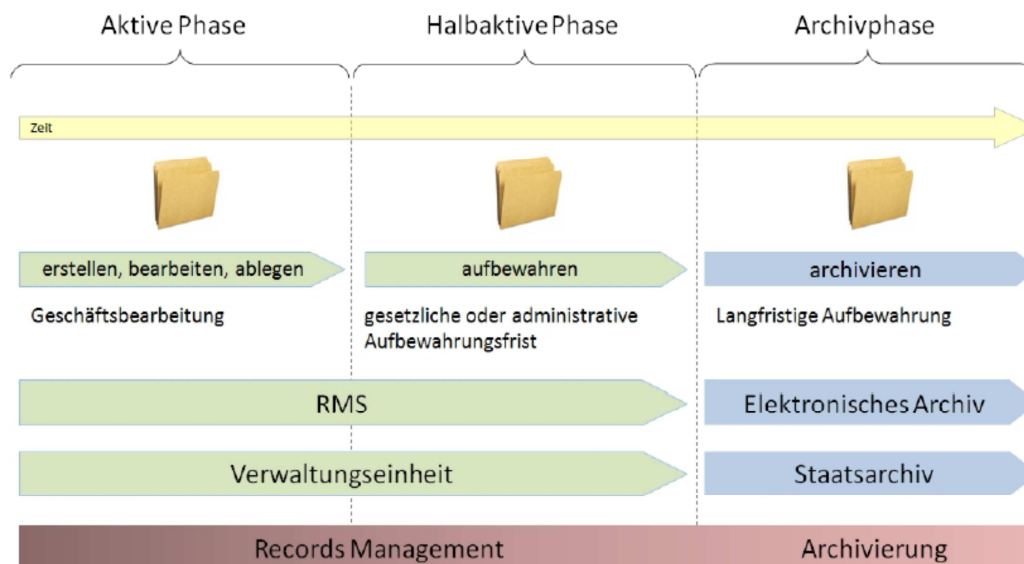 Aktive Phase
Halbaktive Phase
Archivphase
Zeit
erstellen, bearbeiten, ablegen
aufbewahren
archivieren
Geschäftsbearbeitung
gesetzliche oder administrative
Aufbewahrungsfrist
Langfristige Aufbewahrung
RMS
Elektronisches Archiv
Verwaltungseinheit
Staatsarchiv
Records Management
Archivierung